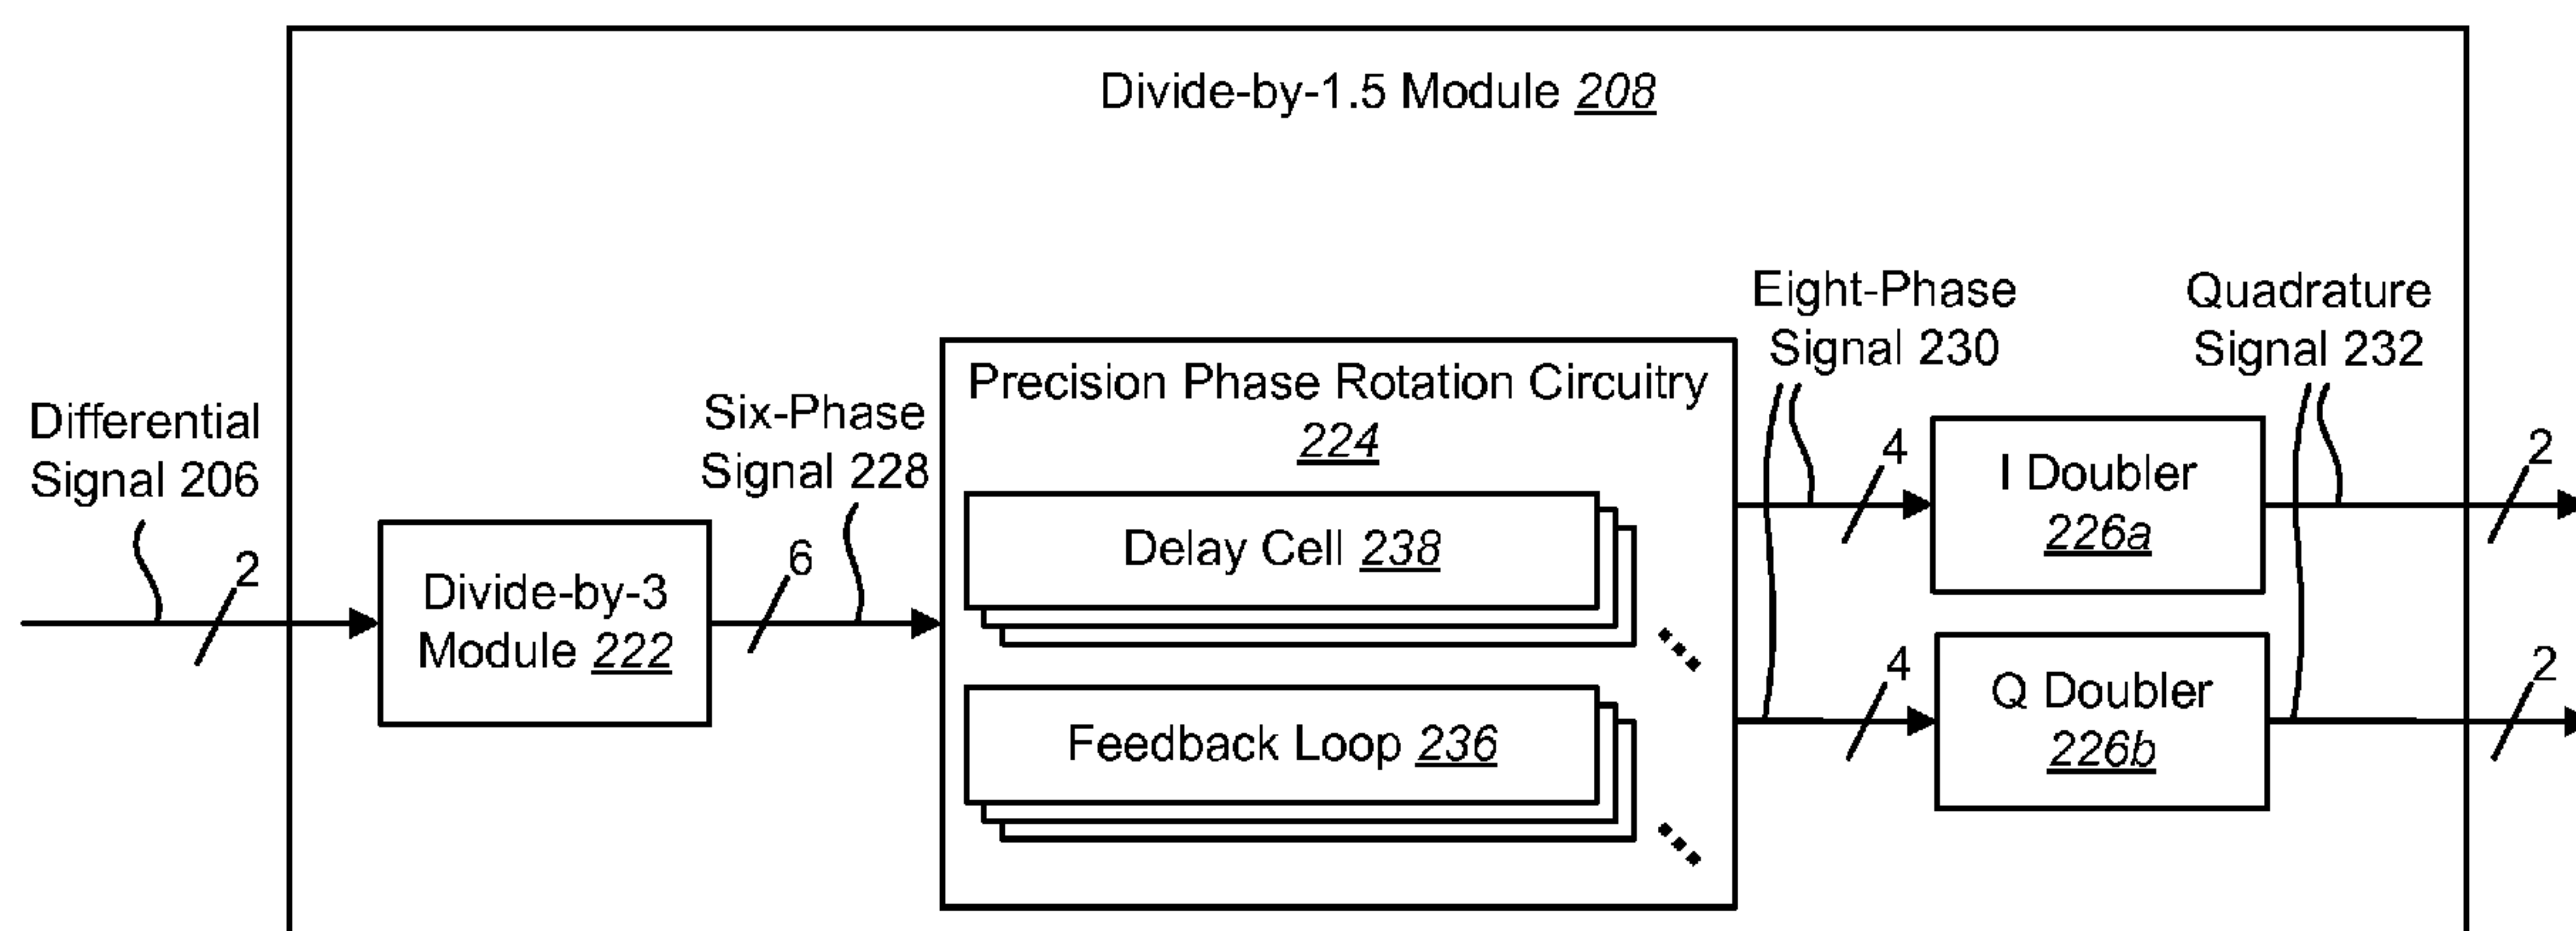 Divide-by-1.5 Module 208
Differential
Signal 206
2
Divide-by-3
Module 222
Six-Phase
Signal 228
6
Precision Phase Rotation Circuitry
224
Delay Cell 238
Feedback Loop 236
Eight-Phase
Signal 230
4
4
I Doubler
226a
Q Doubler
226b
Quadrature
Signal 232
2
2